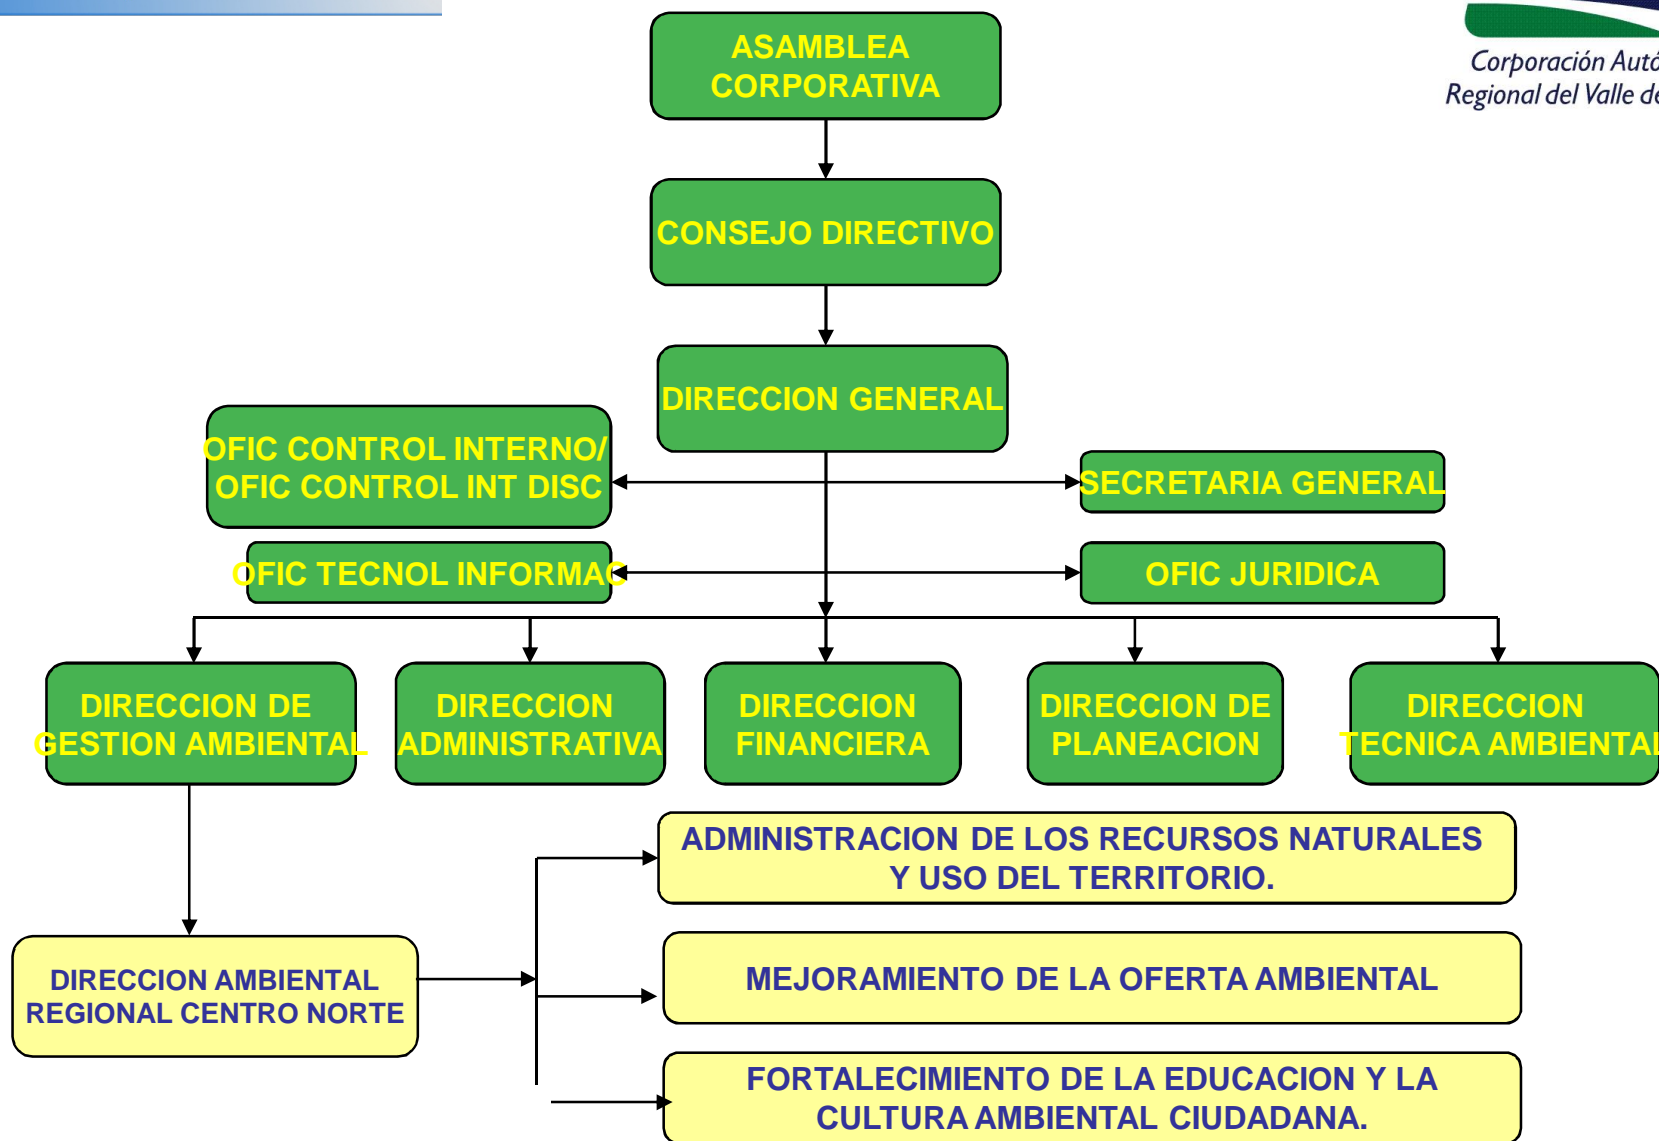 ASAMBLEA
CORPORATIVA
Corporación Autó
Regional del Valle de
CONSEJO DIRECTIVO
DIRECCION GENERAL
OFIC CONTROL INTERNO/
OFIC CONTROL INT DISC
SECRETARIA GENERAL
OFIC TECNOL INFORMAC
OFIC JURIDICA
DIRECCION DE
GESTION AMBIENTAL
DIRECCION
ADMINISTRATIVA
DIRECCION
FINANCIERA
DIRECCION DE
PLANEACION
DIRECCION
TECNICA AMBIENTAL
ADMINISTRACION DE LOS RECURSOS NATURALES
Y USO DEL TERRITORIO.
DIRECCION AMBIENTAL
REGIONAL CENTRO NORTE
MEJORAMIENTO DE LA OFERTA AMBIENTAL
FORTALECIMIENTO DE LA EDUCACION Y LA
CULTURA AMBIENTAL CIUDADANA.